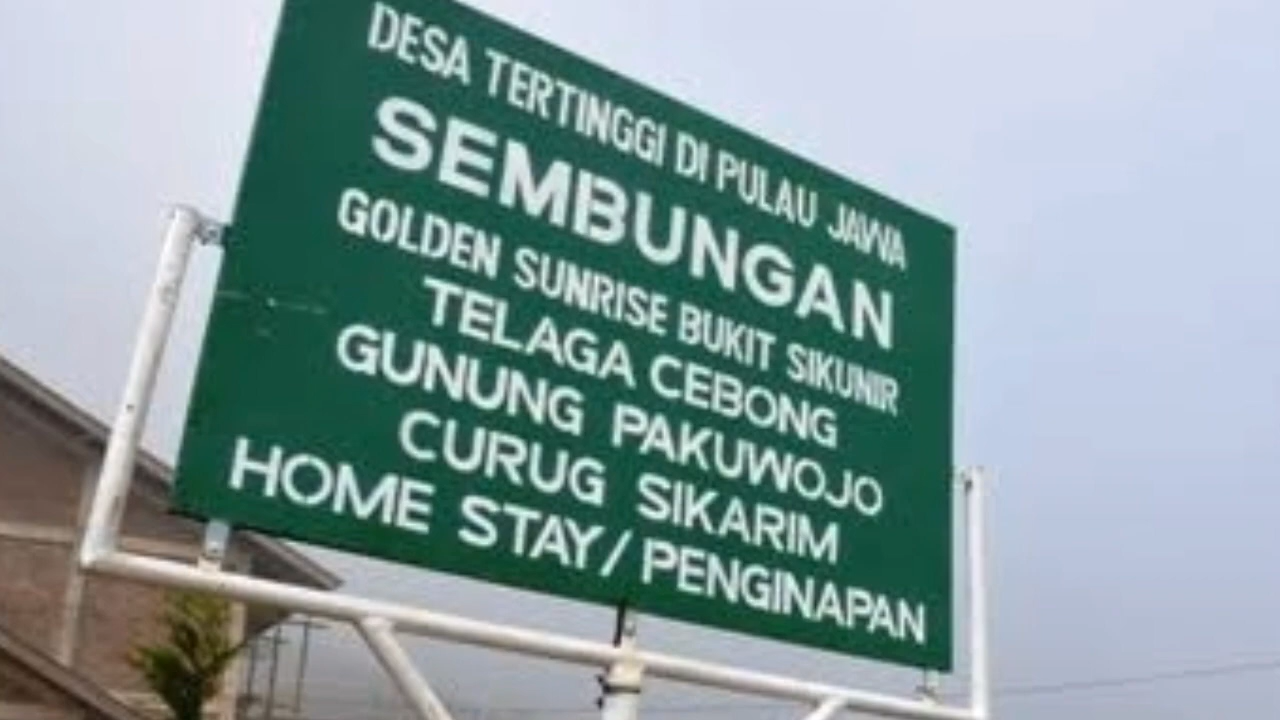 DESA TERTINGGI DI PULAU JAWA
SEMBUNGAN
GOLDEN SUNRISE BUKIT SIKUNIR
TELAGA CEBONG
GUNUNG PAKUWOJO
CURUG SIKARIM
HOME STAY/PENGINAPAN